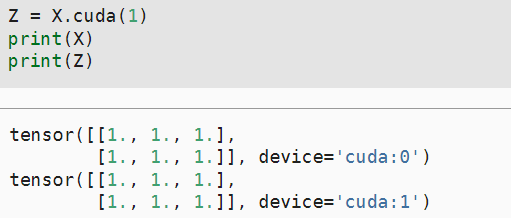 Z = X.cuda(1)
print(X)
print(Z)
tensor([[1., 1., 1.],
        [1., 1., 1.]], device='cuda:0')
tensor([[1., 1., 1.],
        [1., 1., 1.]], device='cuda:1')